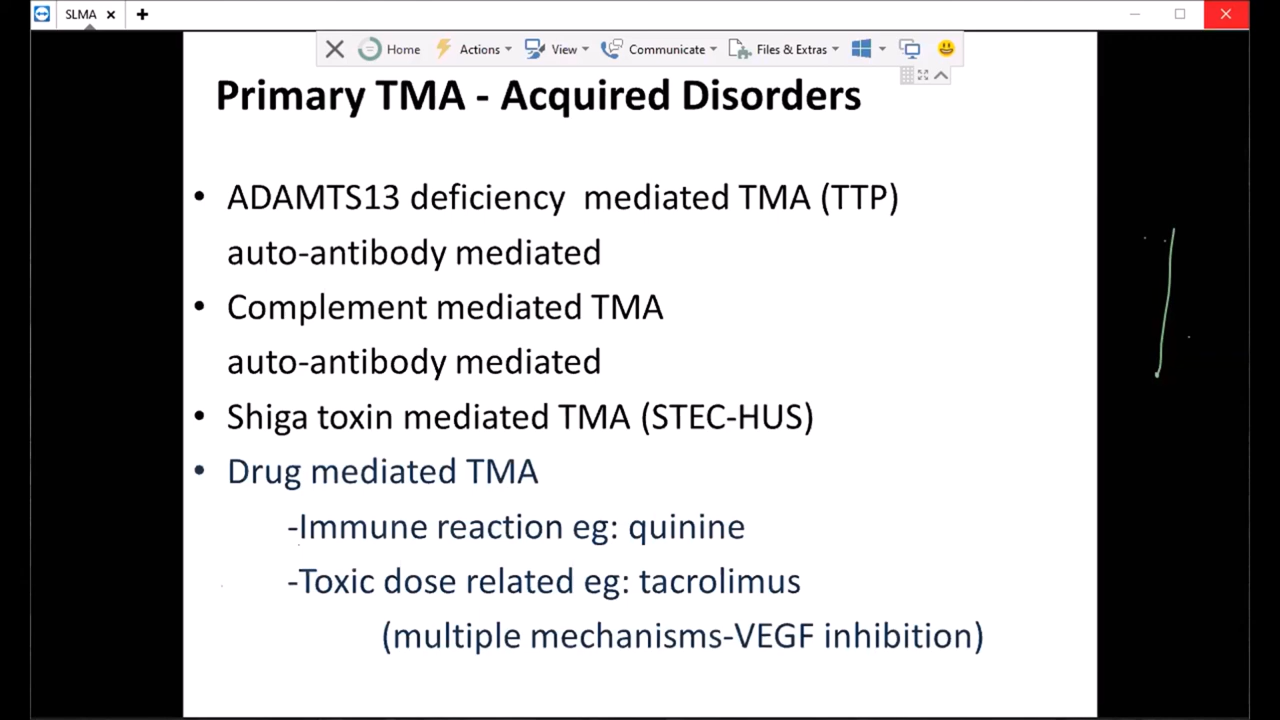 SLMA
Home Actions View Communicate Files & Extras
Primary TMA - Acquired Disorders
• ADAMTS13 deficiency mediated TMA (TTP)
auto-antibody mediated
• Complement mediated TMA
auto-antibody mediated
• Shiga toxin mediated TMA (STEC-HUS)
• Drug mediated TMA
-Immune reaction eg: quinine
-Toxic dose related eg: tacrolimus
(multiple mechanisms-VEGF inhibition)